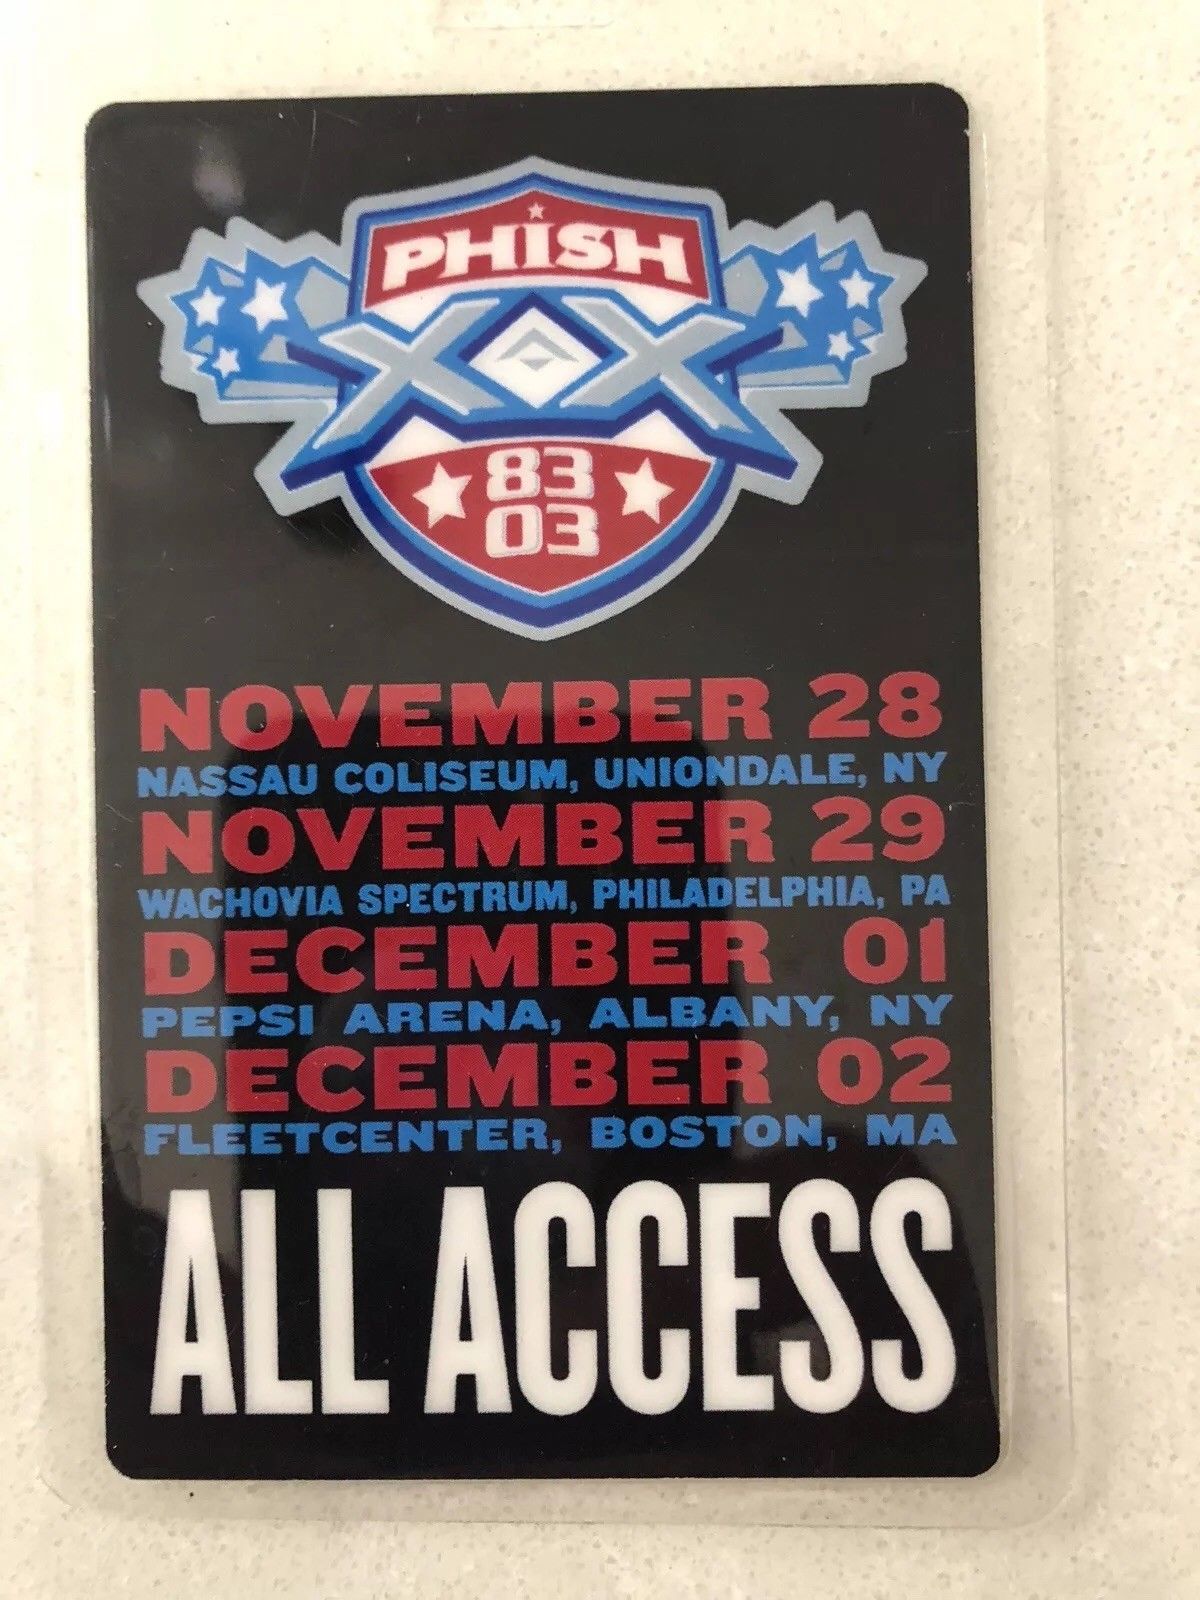 PHISH
XX
83
03
NOVEMBER 28
NASSAU COLISEUM, UNIONDALE, NY
NOVEMBER 29
WACHOVIA SPECTRUM, PHILADELPHIA, PA
DECEMBER 01
PEPSI ARENA, ALBANY, NY
DECEMBER 02
FLEETCENTER, BOSTON, MA
ALL ACCESS